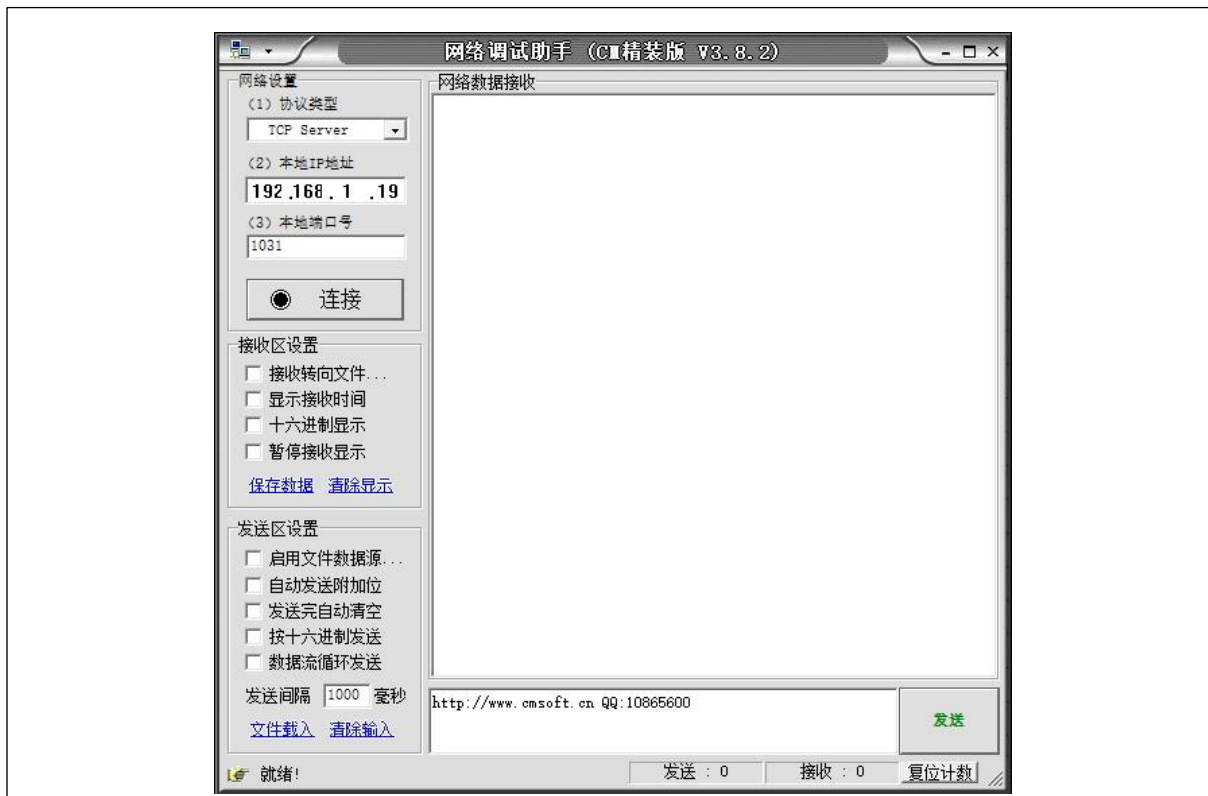 网络调试助手 (CM精装版 V3.8.2)
网络设置
(1) 协议类型
TCP Server
(2) 本地IP地址
192.168. 1 .19
(3) 本地端口号
1031
连接
接收区设置
接收转向文件...
显示接收时间
十六进制显示
暂停接收显示
保存数据 清除显示
发送区设置
启用文件数据源...
自动发送附加位
发送完自动清空
按十六进制发送
数据流循环发送
发送间隔 1000 毫秒
文件载入 清除输入
网络数据接收
http://www.cmsoft.cn QQ:10865600
发送
就绪!
发送 : 0
接收 : 0
复位计数